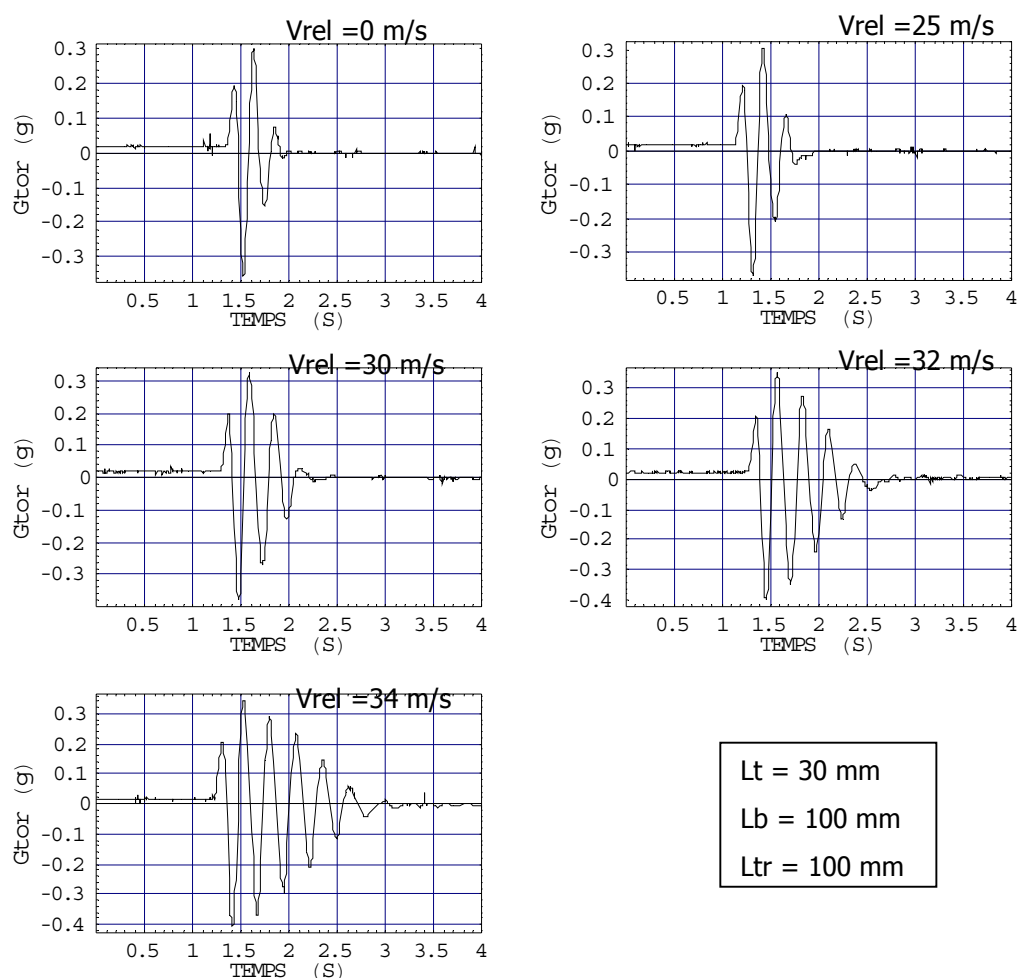 Vrel =0 m/s
0.3
0.2
0.1
0
-0.1
-0.2
-0.3
Gtor (g)
0.5 1 1.5 2 2.5 3 3.5 4
TEMPS (S)
Vrel =25 m/s
0.3
0.2
0.1
0
-0.1
-0.2
-0.3
Gtor (g)
0.5 1 1.5 2 2.5 3 3.5 4
TEMPS (S)
Vrel =30 m/s
0.3
0.2
0.1
0
-0.1
-0.2
-0.3
Gtor (g)
0.5 1 1.5 2 2.5 3 3.5 4
TEMPS (S)
Vrel =32 m/s
0.3
0.2
0.1
0
-0.1
-0.2
-0.3
-0.4
Gtor (g)
0.5 1 1.5 2 2.5 3 3.5 4
TEMPS (S)
Vrel =34 m/s
0.3
0.2
0.1
0
-0.1
-0.2
-0.3
-0.4
Gtor (g)
0.5 1 1.5 2 2.5 3 3.5 4
TEMPS (S)
Lt = 30 mm
Lb = 100 mm
Ltr = 100 mm